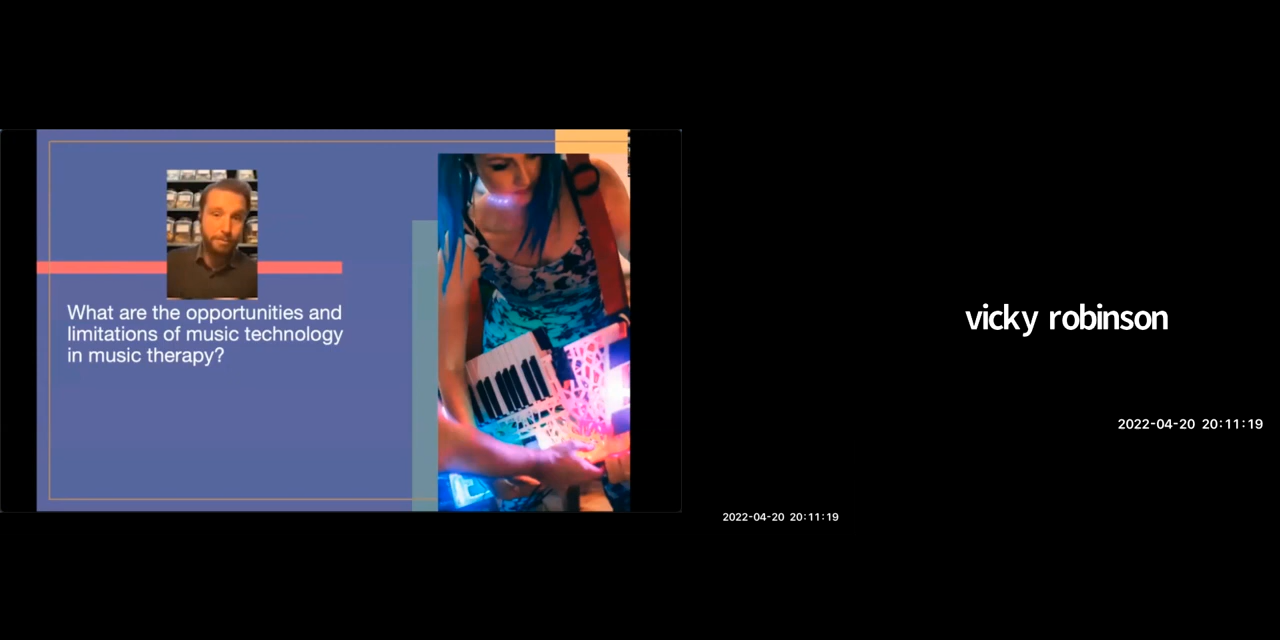 What are the opportunities and
limitations of music technology
in music therapy?
vicky robinson
2022-04-20 20:11:19
2022-04-20 20:11:19